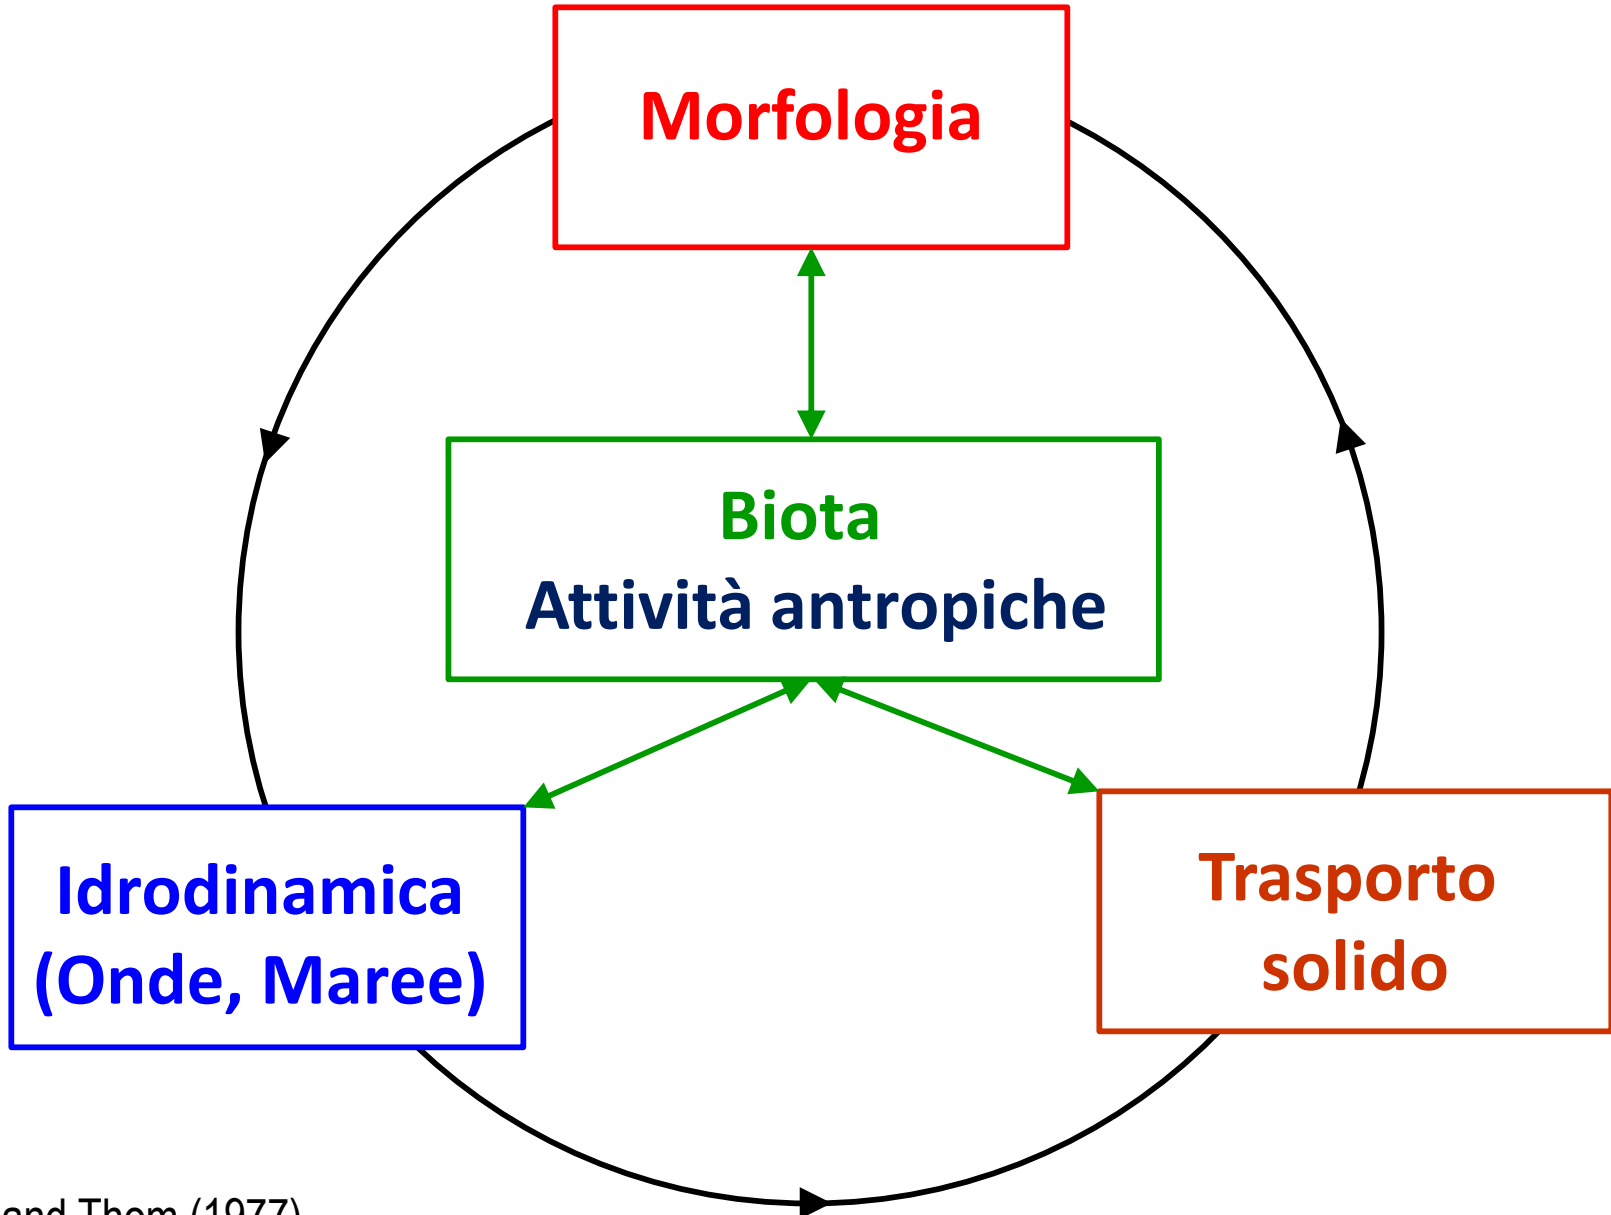 Morfologia
Biota
Attività antropiche
Idrodinamica
(Onde, Maree)
Trasporto
solido
and Thom (1977)